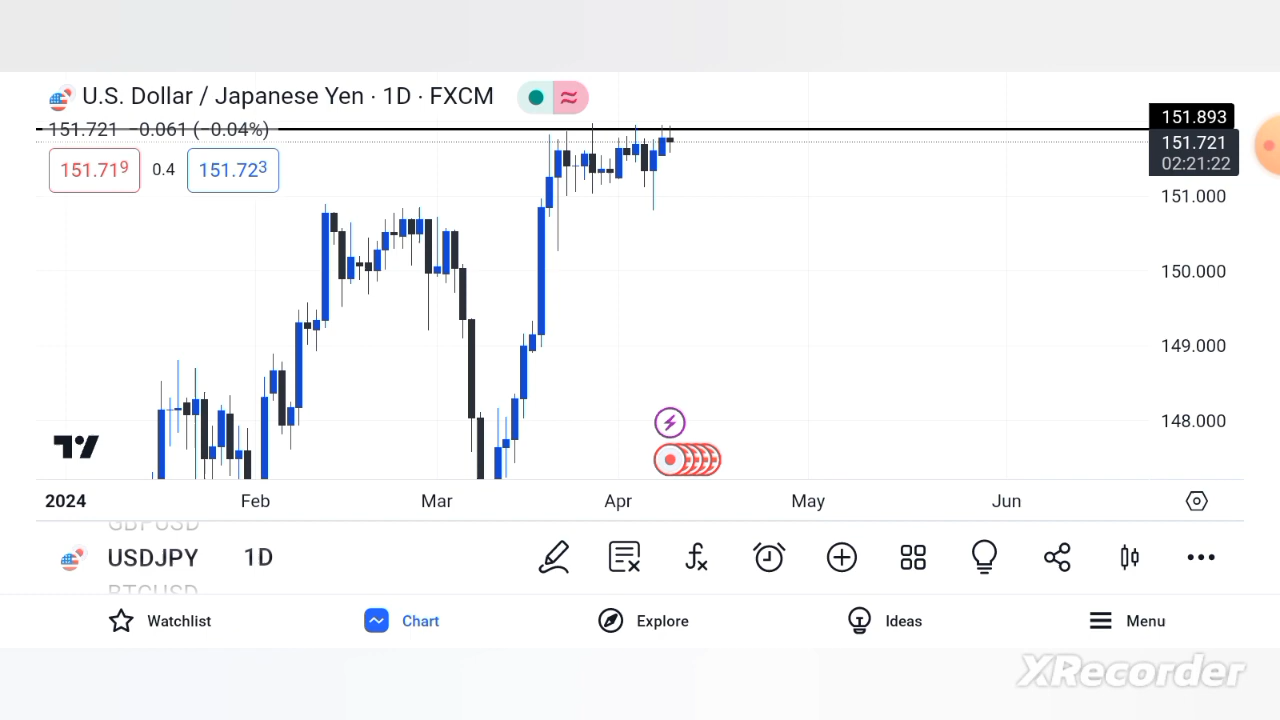 U.S. Dollar / Japanese Yen · 1D · FXCM
151.721 −0.061 (−0.04%)
151.719 0.4 151.723
151.893
151.721
02:21:22
151.000
150.000
149.000
148.000
2024 Feb Mar Apr May Jun
GBPUSD
USDJPY 1D
BTCUSD
Watchlist Chart Explore Ideas Menu
XRecorder